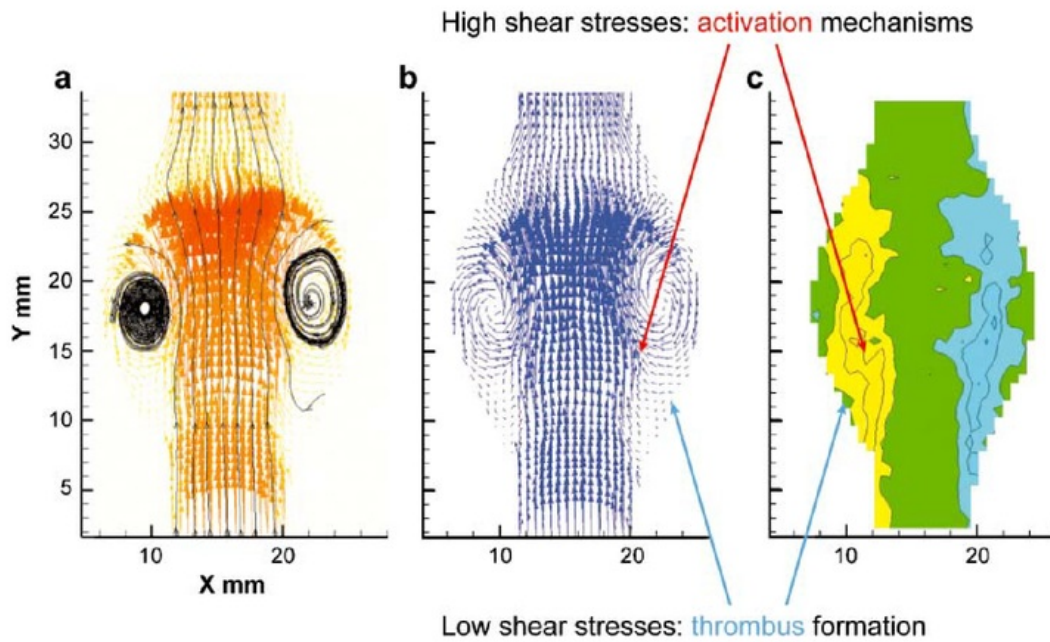 High shear stresses: activation mechanisms
a
b
c
30
25
20
15
10
5
Y mm
10
20
10
20
10
20
X mm
Low shear stresses: thrombus formation